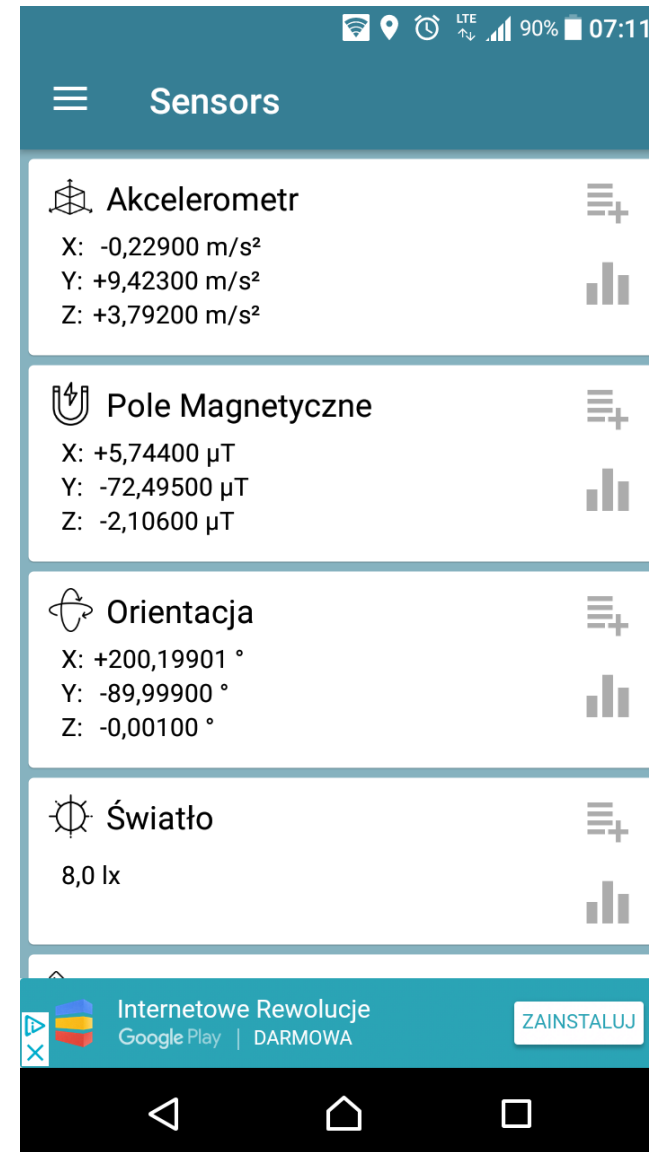 LTE 90% 07:11
Sensors
Akcelerometr
X: -0,22900 m/s²
Y: +9,42300 m/s²
Z: +3,79200 m/s²
Pole Magnetyczne
X: +5,74400 µT
Y: -72,49500 µT
Z: -2,10600 µT
Orientacja
X: +200,19901 °
Y: -89,99900 °
Z: -0,00100 °
Światło
8,0 lx
Internetowe Rewolucje
Google Play | DARMOWA
ZAINSTALUJ